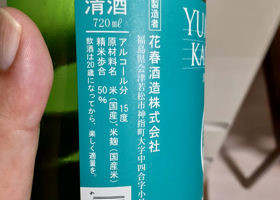 清酒
720㎖
製造者
花春酒造株式会社
福島県会津若松市神指町大字中四合字小
アルコール分 15度
原材料名 米(国産)、米麹(国産米)
精米歩合 50%
飲酒は20歳になってから。楽しく適量を。
YU
KA